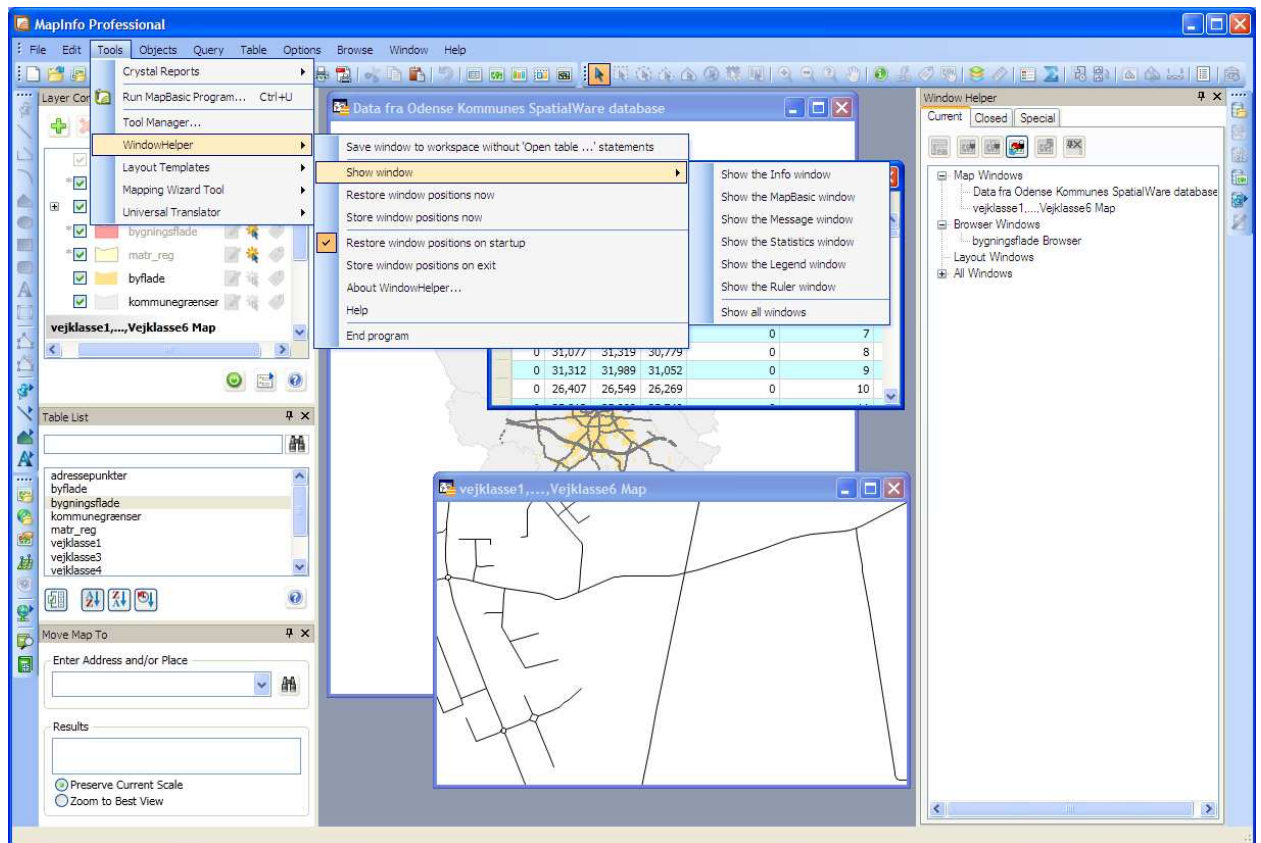 MapInfo Professional
File Edit Tools Objects Query Table Options Browse Window Help
Crystal Reports
Run MapBasic Program... Ctrl+U
Tool Manager...
WindowHelper
Layout Templates
Mapping Wizard Tool
Universal Translator
Save window to workspace without 'Open table ...' statements
Show window
Restore window positions now
Store window positions now
Restore window positions on startup
Store window positions on exit
About WindowHelper...
Help
End program
Show the Info window
Show the MapBasic window
Show the Message window
Show the Statistics window
Show the Legend window
Show the Ruler window
Show all windows
Layer Cor
bygningsflade
matr_reg
byflade
kommunegrænser
vejklasse1,...,Vejklasse6 Map
Table List
adressepunkter
byflade
bygningsflade
kommunegrænser
matr_reg
vejklasse1
vejklasse3
vejklasse4
Move Map To
Enter Address and/or Place
Results
Preserve Current Scale
Zoom to Best View
Data fra Odense Kommunes SpatialWare database
0 7
0 31,077 31,319 30,779 0 8
0 31,312 31,989 31,052 0 9
0 26,407 26,549 26,269 0 10
vejklasse1,...,Vejklasse6 Map
Window Helper
Current Closed Special
Map Windows
Data fra Odense Kommunes SpatialWare database
vejklasse1,...,Vejklasse6 Map
Browser Windows
bygningsflade Browser
Layout Windows
All Windows